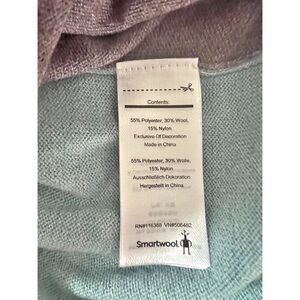 Contents:
55% Polyester, 30% Wool,
15% Nylon
Exclusive Of Decoration
Made in China
55% Polyester, 30% Wolle,
15% Nylon
Ausschließlich Dekoration
Hergestellt in China
RN#116388 VN#506482
Smartwool